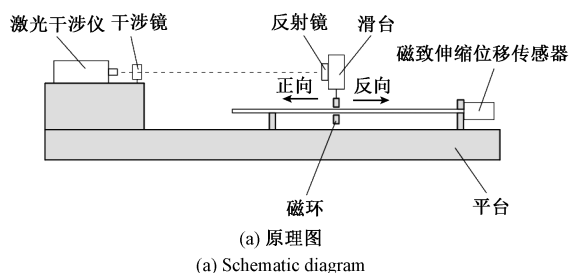 激光干涉仪
干涉镜
反射镜
滑台
磁致伸缩位移传感器
正向
反向
磁环
平台
(a) 原理图
(a) Schematic diagram